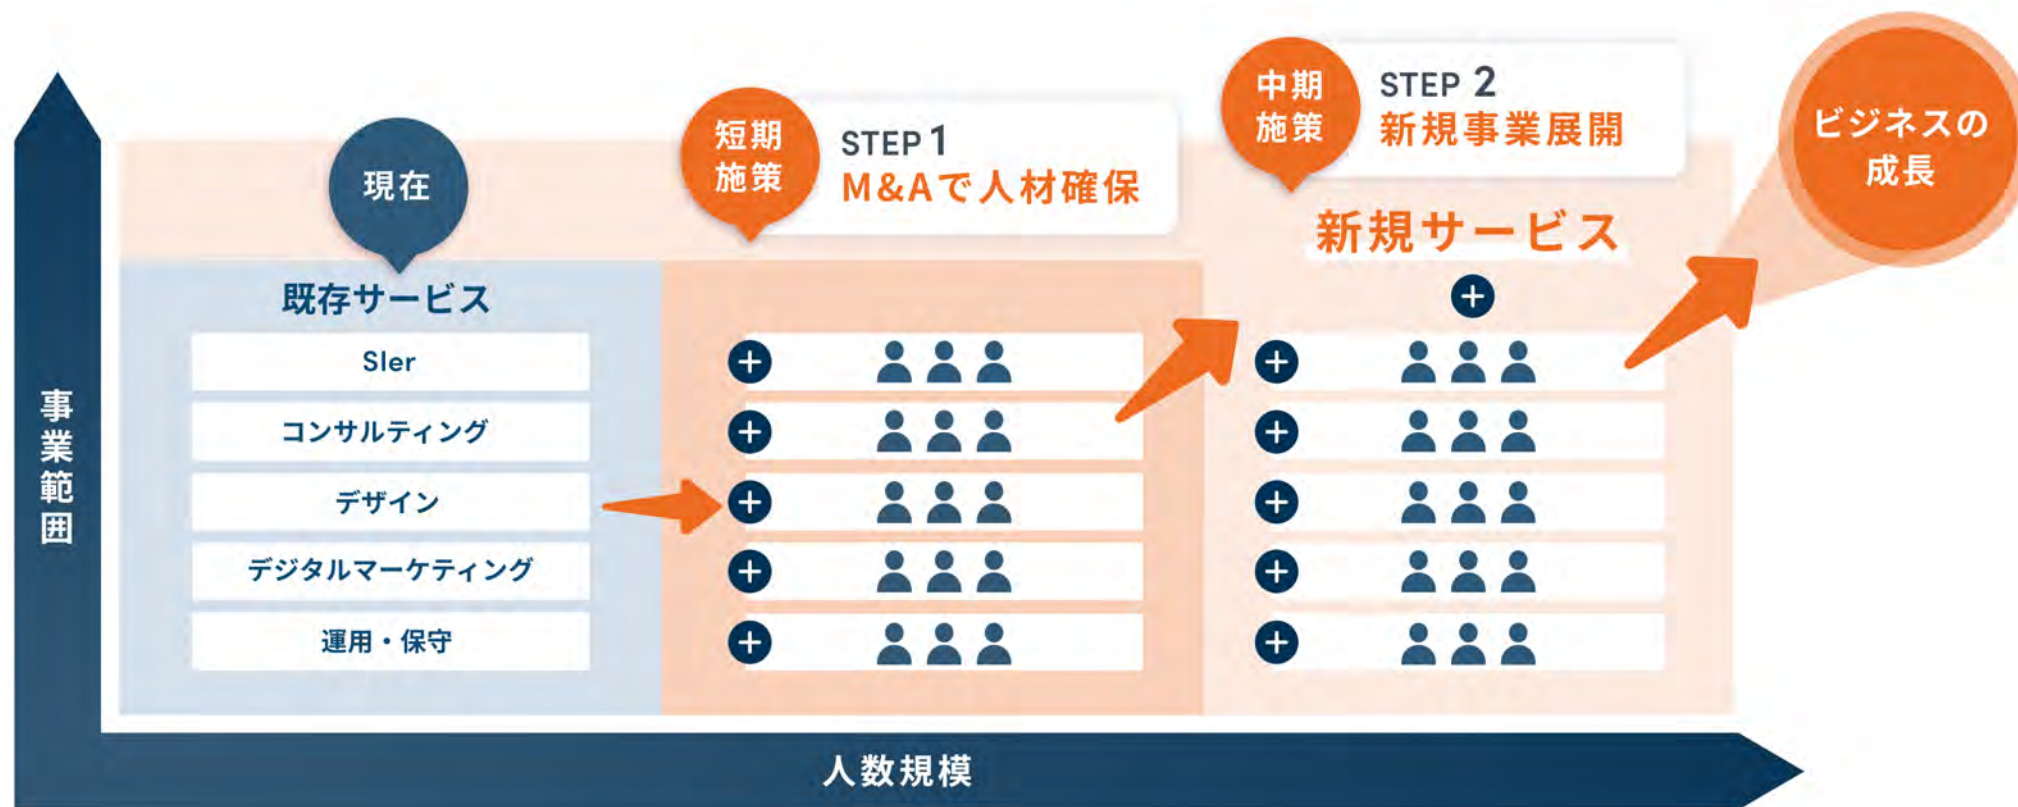 事業範囲
現在
既存サービス
SIer
コンサルティング
デザイン
デジタルマーケティング
運用・保守
短期
施策
STEP 1
M&Aで人材確保
中期
施策
STEP 2
新規事業展開
新規サービス
ビジネスの
成長
人数規模